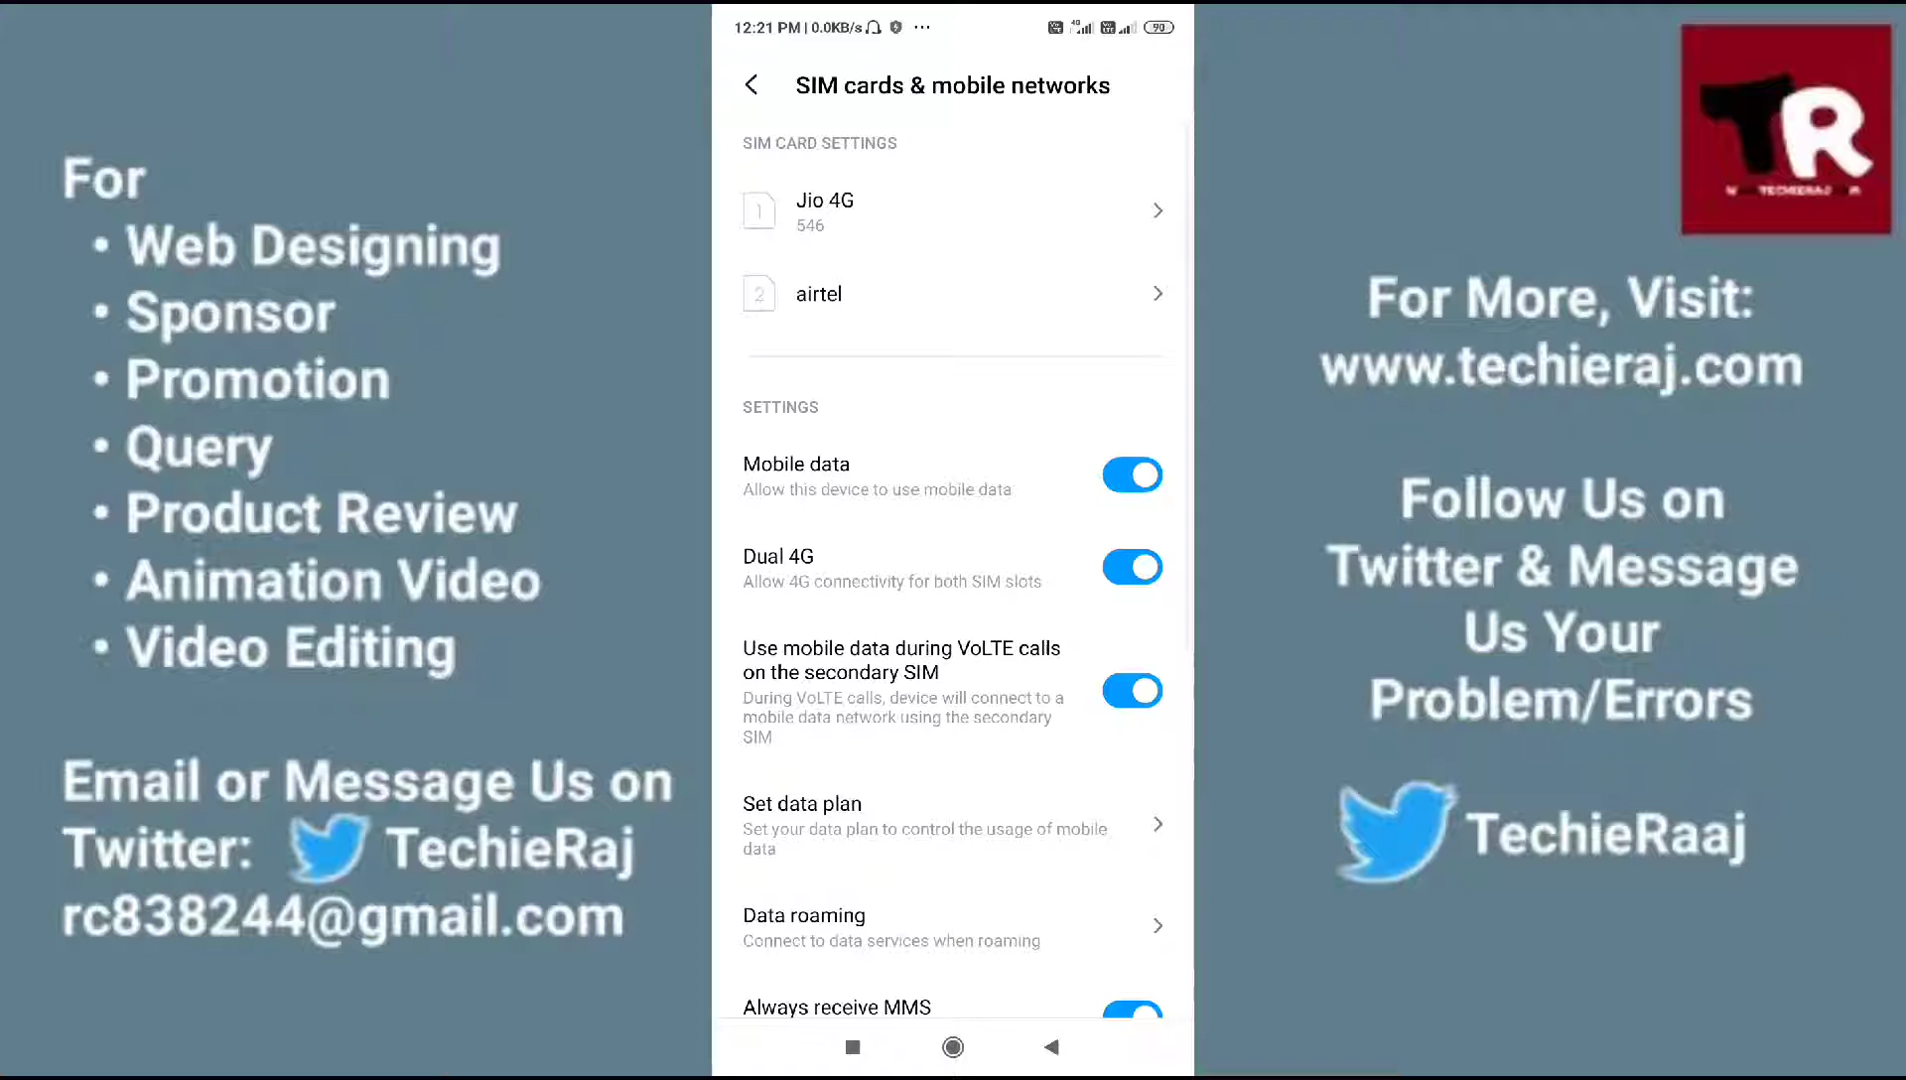 For
• Web Designing
• Sponsor
• Promotion
• Query
• Product Review
• Animation Video
• Video Editing
Email or Message Us on
Twitter: TechieRaj
rc838244@gmail.com
12:21 PM | 0.0KB/s ...
4G
90
SIM cards & mobile networks
SIM CARD SETTINGS
1
Jio 4G
546
2
airtel
SETTINGS
Mobile data
Allow this device to use mobile data
Dual 4G
Allow 4G connectivity for both SIM slots
Use mobile data during VoLTE calls
on the secondary SIM
During VoLTE calls, device will connect to a
mobile data network using the secondary
SIM
Set data plan
Set your data plan to control the usage of mobile
data
Data roaming
Connect to data services when roaming
Always receive MMS
TR
For More, Visit:
www.techieraj.com
Follow Us on
Twitter & Message
Us Your
Problem/Errors
TechieRaaj